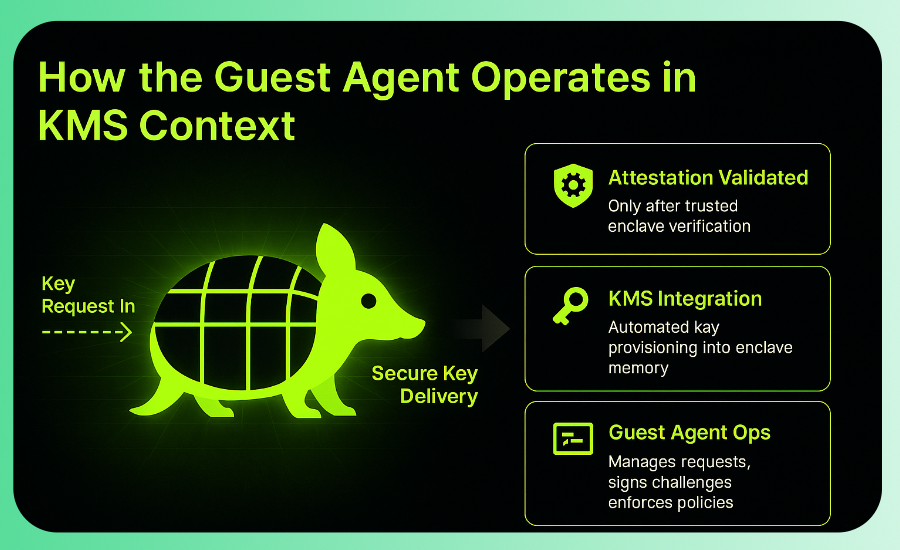 How the Guest Agent Operates in
KMS Context
Key
Request In
Secure Key
Delivery
Attestation Validated
Only after trusted
enclave verification
KMS Integration
Automated kay
provisioning into enclave
memory
Guest Agent Ops
Manages requests,
signs challenges
enforces policies